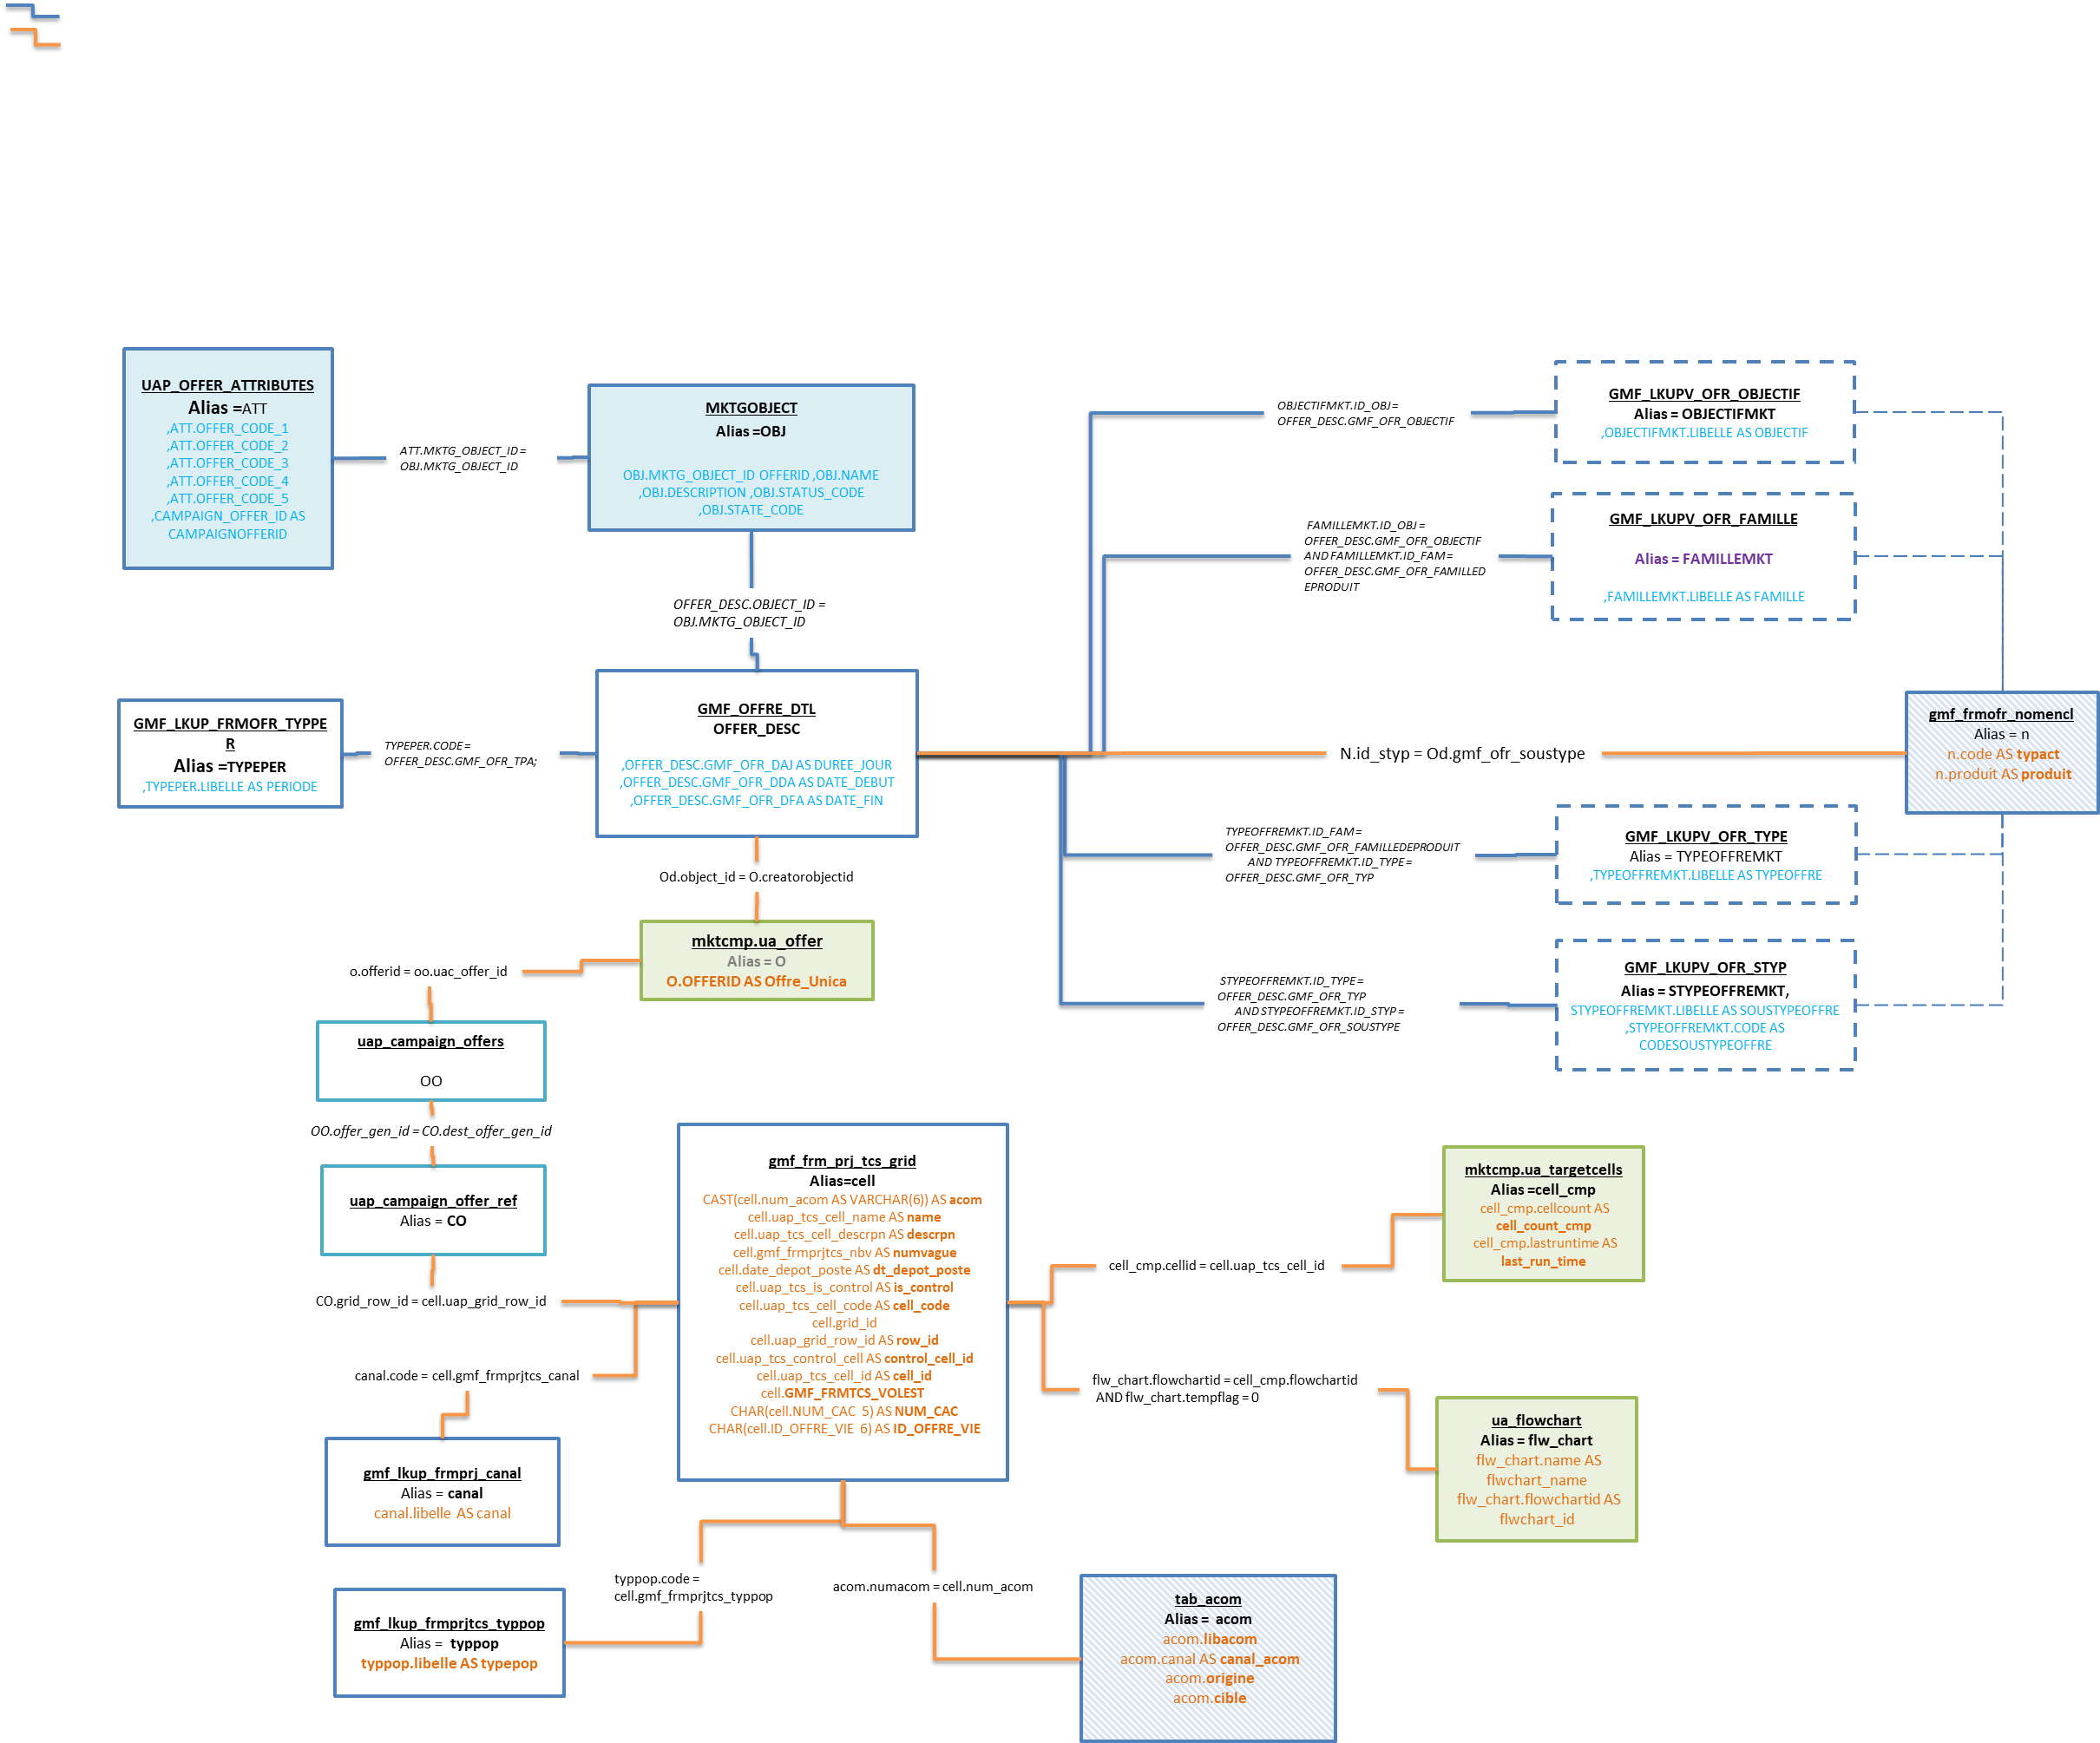 UAP_OFFER_ATTRIBUTES
Alias =ATT
,ATT.OFFER_CODE_1
,ATT.OFFER_CODE_2
,ATT.OFFER_CODE_3
,ATT.OFFER_CODE_4
,ATT.OFFER_CODE_5
,CAMPAIGN_OFFER_ID AS
CAMPAIGNOFFERID
ATT.MKTG_OBJECT_ID =
OBJ.MKTG_OBJECT_ID
MKTGOBJECT
Alias =OBJ
OBJ.MKTG_OBJECT_ID OFFERID ,OBJ.NAME
,OBJ.DESCRIPTION ,OBJ.STATUS_CODE
,OBJ.STATE_CODE
OBJECTIFMKT.ID_OBJ =
OFFER_DESC.GMF_OFR_OBJECTIF
GMF_LKUPV_OFR_OBJECTIF
Alias = OBJECTIFMKT
,OBJECTIFMKT.LIBELLE AS OBJECTIF
FAMILLEMKT.ID_OBJ =
OFFER_DESC.GMF_OFR_OBJECTIF
AND FAMILLEMKT.ID_FAM =
OFFER_DESC.GMF_OFR_FAMILLED
EPRODUIT
GMF_LKUPV_OFR_FAMILLE
Alias = FAMILLEMKT
,FAMILLEMKT.LIBELLE AS FAMILLE
OFFER_DESC.OBJECT_ID =
OBJ.MKTG_OBJECT_ID
GMF_LKUP_FRMOFR_TYPPE
R
Alias =TYPEPER
,TYPEPER.LIBELLE AS PERIODE
TYPEPER.CODE =
OFFER_DESC.GMF_OFR_TPA;
GMF_OFFRE_DTL
OFFER_DESC
,OFFER_DESC.GMF_OFR_DAJ AS DUREE_JOUR
,OFFER_DESC.GMF_OFR_DDA AS DATE_DEBUT
,OFFER_DESC.GMF_OFR_DFA AS DATE_FIN
N.id_styp = Od.gmf_ofr_soustype
gmf_frmofr_nomencl
Alias = n
n.code AS typact
n.produit AS produit
TYPEOFFREMKT.ID_FAM =
OFFER_DESC.GMF_OFR_FAMILLEDEPRODUIT
AND TYPEOFFREMKT.ID_TYPE =
OFFER_DESC.GMF_OFR_TYP
GMF_LKUPV_OFR_TYPE
Alias = TYPEOFFREMKT
,TYPEOFFREMKT.LIBELLE AS TYPEOFFRE
Od.object_id = O.creatorobjectid
mktcmp.ua_offer
Alias = O
O.OFFERID AS Offre_Unica
STYPEOFFREMKT.ID_TYPE =
OFFER_DESC.GMF_OFR_TYP
AND STYPEOFFREMKT.ID_STYP =
OFFER_DESC.GMF_OFR_SOUSTYPE
GMF_LKUPV_OFR_STYP
Alias = STYPEOFFREMKT,
STYPEOFFREMKT.LIBELLE AS SOUSTYPEOFFRE
,STYPEOFFREMKT.CODE AS
CODESOUSTYPEOFFRE
o.offerid = oo.uac_offer_id
uap_campaign_offers
OO
OO.offer_gen_id = CO.dest_offer_gen_id
uap_campaign_offer_ref
Alias = CO
CO.grid_row_id = cell.uap_grid_row_id
gmf_frm_prj_tcs_grid
Alias=cell
CAST(cell.num_acom AS VARCHAR(6)) AS acom
cell.uap_tcs_cell_name AS name
cell.uap_tcs_cell_descrpn AS descrpn
cell.gmf_frmprjtcs_nbv AS numvague
cell.date_depot_poste AS dt_depot_poste
cell.uap_tcs_is_control AS is_control
cell.uap_tcs_cell_code AS cell_code
cell.grid_id
cell.uap_grid_row_id AS row_id
cell.uap_tcs_control_cell AS control_cell_id
cell.uap_tcs_cell_id AS cell_id
cell.GMF_FRMTCS_VOLEST
CHAR(cell.NUM_CAC 5) AS NUM_CAC
CHAR(cell.ID_OFFRE_VIE 6) AS ID_OFFRE_VIE
cell_cmp.cellid = cell.uap_tcs_cell_id
mktcmp.ua_targetcells
Alias =cell_cmp
cell_cmp.cellcount AS
cell_count_cmp
cell_cmp.lastruntime AS
last_run_time
canal.code = cell.gmf_frmprjtcs_canal
flw_chart.flowchartid = cell_cmp.flowchartid
AND flw_chart.tempflag = 0
ua_flowchart
Alias = flw_chart
flw_chart.name AS
flwchart_name
flw_chart.flowchartid AS
flwchart_id
gmf_lkup_frmprj_canal
Alias = canal
canal.libelle AS canal
typpop.code =
cell.gmf_frmprjtcs_typpop
acom.numacom = cell.num_acom
gmf_lkup_frmprjtcs_typpop
Alias = typpop
typpop.libelle AS typepop
tab_acom
Alias = acom
acom.libacom
acom.canal AS canal_acom
acom.origine
acom.cible